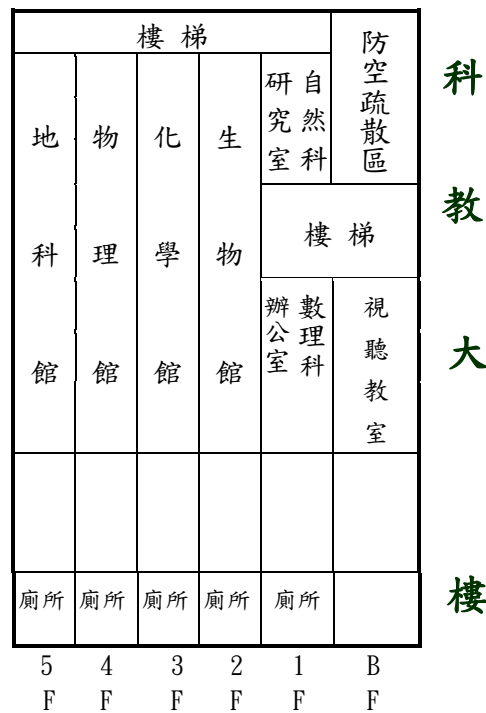 樓梯
防空疏散區
自然科
研究室
地科館
物理館
化學館
生物館
樓梯
數理科
辦公室
視聽教室
廁所
廁所
廁所
廁所
廁所
5F
4F
3F
2F
1F
BF
科教大樓